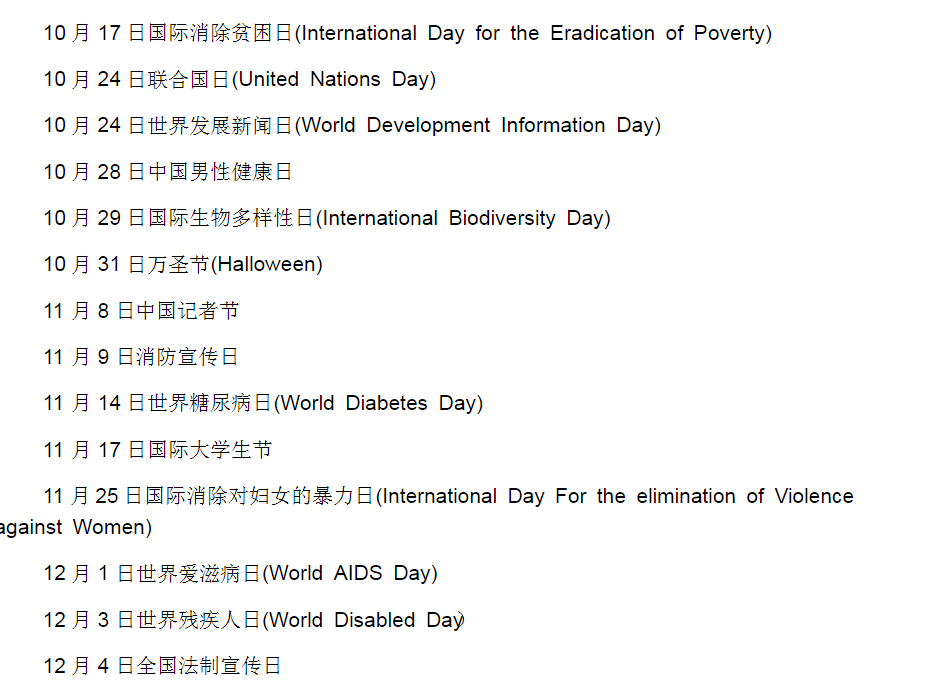 10 月 17 日国际消除贫困日(International Day for the Eradication of Poverty)
10 月 24 日联合国日(United Nations Day)
10 月 24 日世界发展新闻日(World Development Information Day)
10 月 28 日中国男性健康日
10 月 29 日国际生物多样性日(International Biodiversity Day)
10 月 31 日万圣节(Halloween)
11 月 8 日中国记者节
11 月 9 日消防宣传日
11 月 14 日世界糖尿病日(World Diabetes Day)
11 月 17 日国际大学生节
11 月 25 日国际消除对妇女的暴力日(International Day For the elimination of Violence
against Women)
12 月 1 日世界爱滋病日(World AIDS Day)
12 月 3 日世界残疾人日(World Disabled Day)
12 月 4 日全国法制宣传日